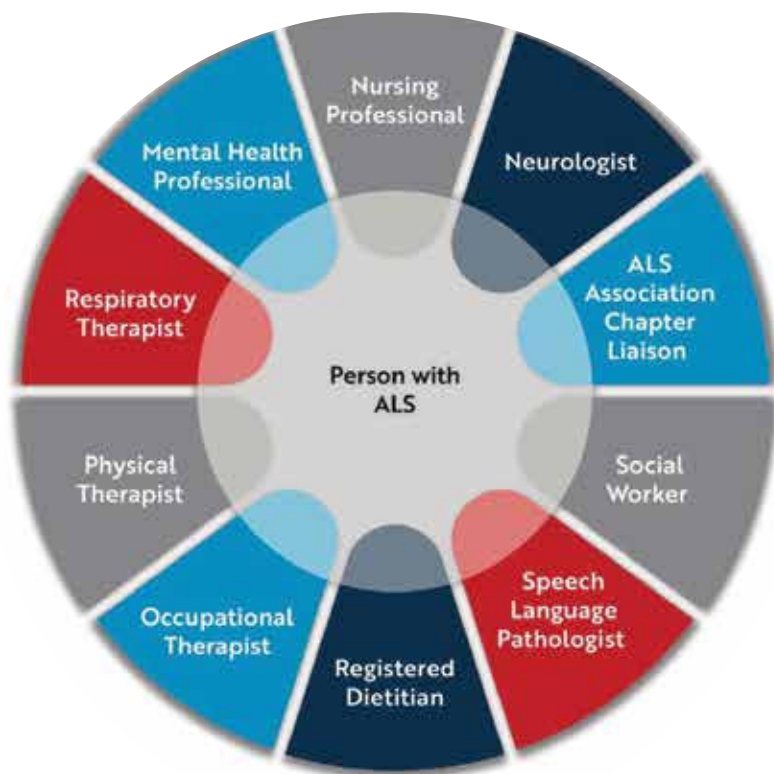 Nursing
Professional
Neurologist
ALS
Association
Chapter
Liaison
Social
Worker
Speech
Language
Pathologist
Registered
Dietitian
Occupational
Therapist
Physical
Therapist
Respiratory
Therapist
Mental Health
Professional
Person with
ALS